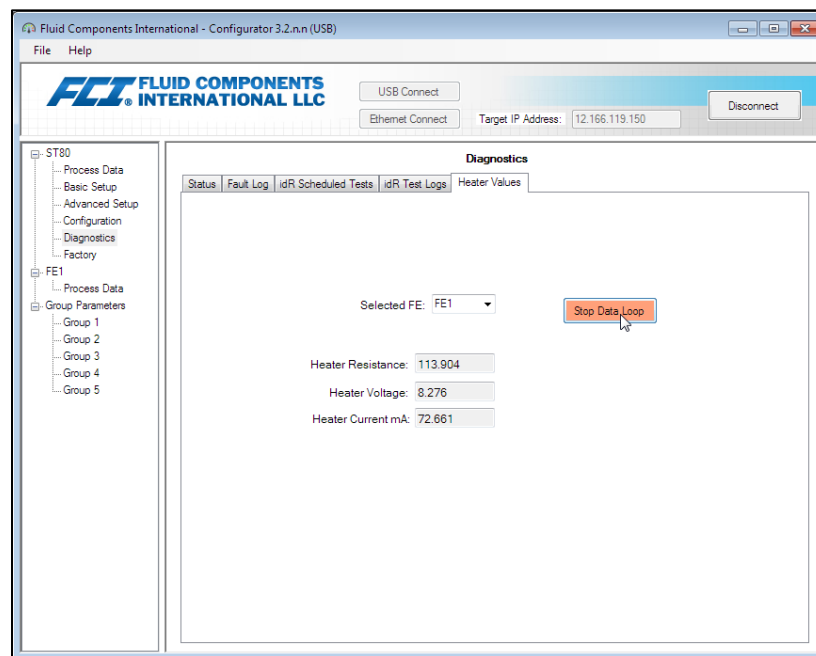 Fluid Components International - Configurator 3.2.n.n (USB)
File Help
FCI. FLUID COMPONENTS
® INTERNATIONAL LLC
USB Connect
Ethernet Connect
Target IP Address: 12.166.119.150
Disconnect
ST80
Process Data
Basic Setup
Advanced Setup
Configuration
Diagnostics
Factory
FE1
Process Data
Group Parameters
Group 1
Group 2
Group 3
Group 4
Group 5
Diagnostics
Status Fault Log idR Scheduled Tests idR Test Logs Heater Values
Selected FE: FE1
Stop Data Loop
Heater Resistance: 113.904
Heater Voltage: 8.276
Heater Current mA: 72.661